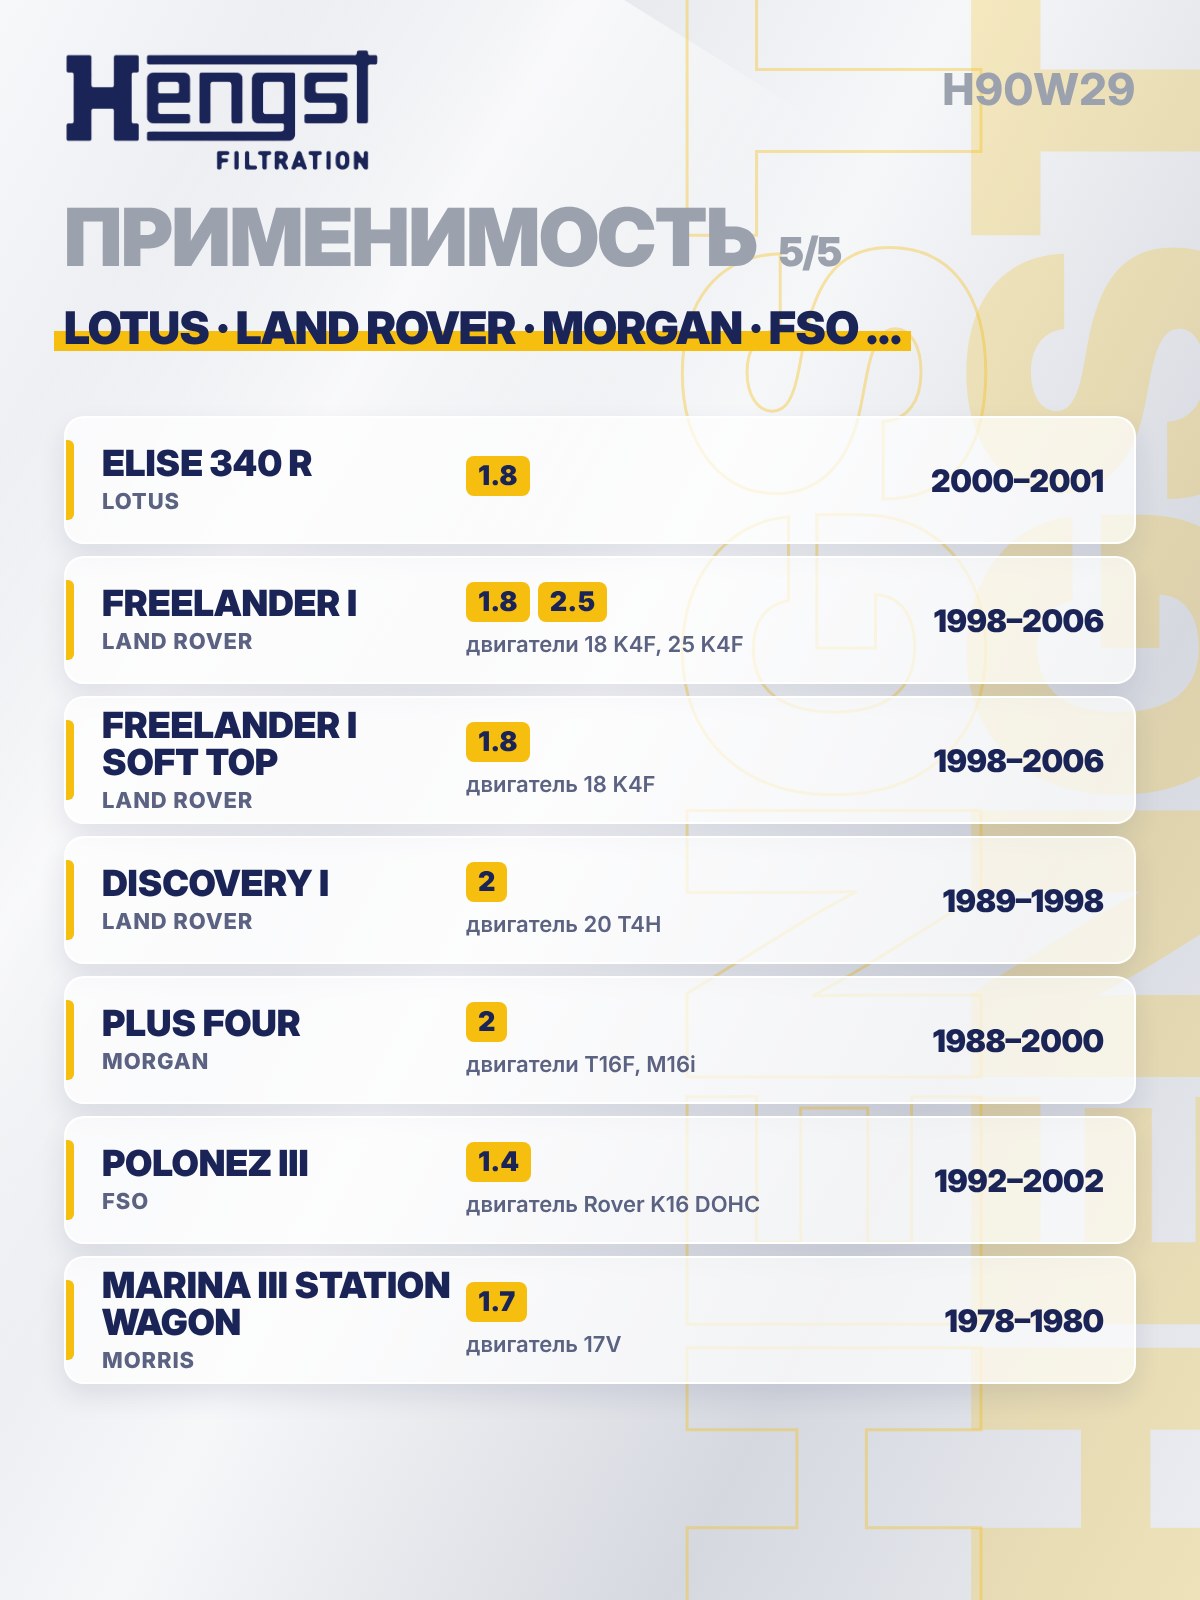 Hengst
FILTRATION
H90W29
ПРИМЕНИМОСТЬ 5/5
LOTUS · LAND ROVER · MORGAN · FSO ...
ELISE 340 R
LOTUS
1.8
2000–2001
FREELANDER I
LAND ROVER
1.8 2.5
двигатели 18 K4F, 25 K4F
1998–2006
FREELANDER I
SOFT TOP
LAND ROVER
1.8
двигатель 18 K4F
1998–2006
DISCOVERY I
LAND ROVER
2
двигатель 20 T4H
1989–1998
PLUS FOUR
MORGAN
2
двигатели T16F, M16i
1988–2000
POLONEZ III
FSO
1.4
двигатель Rover K16 DOHC
1992–2002
MARINA III STATION
WAGON
MORRIS
1.7
двигатель 17V
1978–1980
HENGST
HENGST